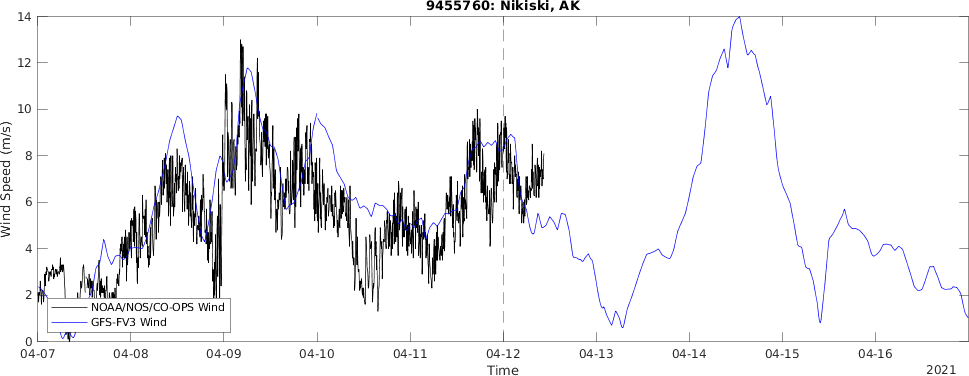 9455760: Nikiski, AK
14
12
10
8
6
4
2
0
Wind Speed (m/s)
NOAA/NOS/CO-OPS Wind
GFS-FV3 Wind
04-07 04-08 04-09 04-10 04-11 04-12 04-13 04-14 04-15 04-16
Time
2021